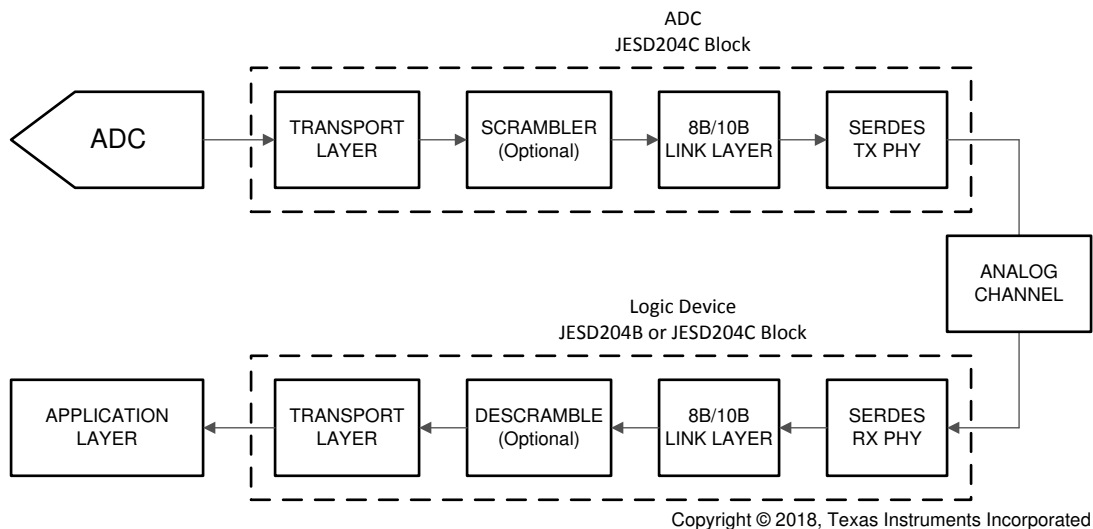 ADC
JESD204C Block
ADC
TRANSPORT
LAYER
SCRAMBLER
(Optional)
8B/10B
LINK LAYER
SERDES
TX PHY
ANALOG
CHANNEL
Logic Device
JESD204B or JESD204C Block
APPLICATION
LAYER
TRANSPORT
LAYER
DESCRAMBLE
(Optional)
8B/10B
LINK LAYER
SERDES
RX PHY
Copyright © 2018, Texas Instruments Incorporated